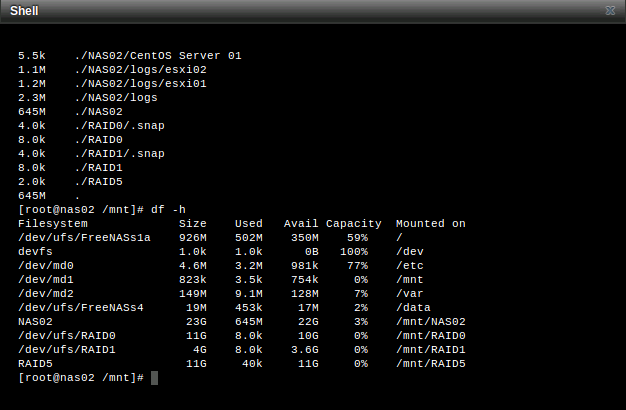 Shell
5.5k    ./NAS02/CentOS Server 01
1.1M    ./NAS02/logs/esxi02
1.2M    ./NAS02/logs/esxi01
2.3M    ./NAS02/logs
645M    ./NAS02
4.0k    ./RAID0/.snap
8.0k    ./RAID0
4.0k    ./RAID1/.snap
8.0k    ./RAID1
2.0k    ./RAID5
645M    .
[root@nas02 /mnt]# df -h
Filesystem             Size    Used   Avail Capacity  Mounted on
/dev/ufs/FreeNASs1a    926M    502M    350M    59%    /
devfs                  1.0k    1.0k      0B   100%    /dev
/dev/md0               4.6M    3.2M    981k    77%    /etc
/dev/md1               823k    3.5k    754k     0%    /mnt
/dev/md2               149M    9.1M    128M     7%    /var
/dev/ufs/FreeNASs4      19M    453k     17M     2%    /data
NAS02                   23G    645M     22G     3%    /mnt/NAS02
/dev/ufs/RAID0          11G    8.0k     10G     0%    /mnt/RAID0
/dev/ufs/RAID1           4G    8.0k    3.6G     0%    /mnt/RAID1
RAID5                   11G     40k     11G     0%    /mnt/RAID5
[root@nas02 /mnt]#